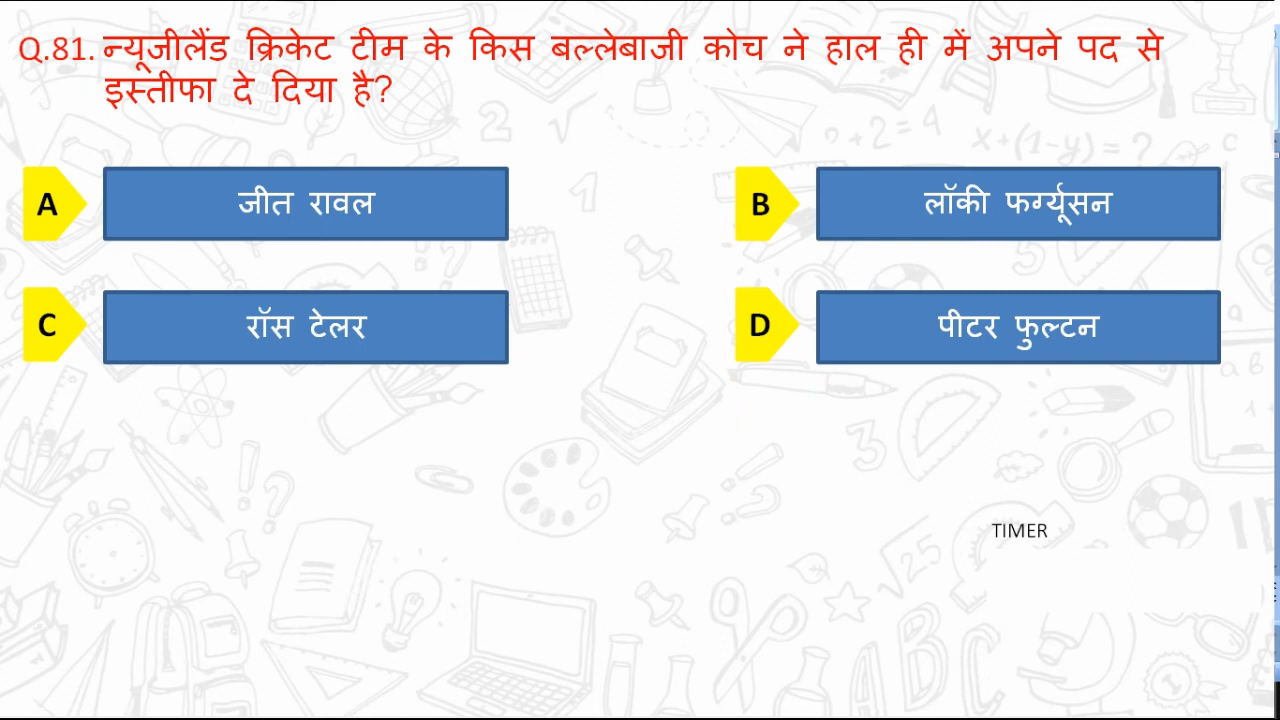 Q.81. न्यूजीलैंड क्रिकेट टीम के किस बल्लेबाजी कोच ने हाल ही में अपने पद से
इस्तीफा दे दिया है?
A जीत रावल
B लॉकी फर्ग्यूसन
C रॉस टेलर
D पीटर फुल्टन
TIMER